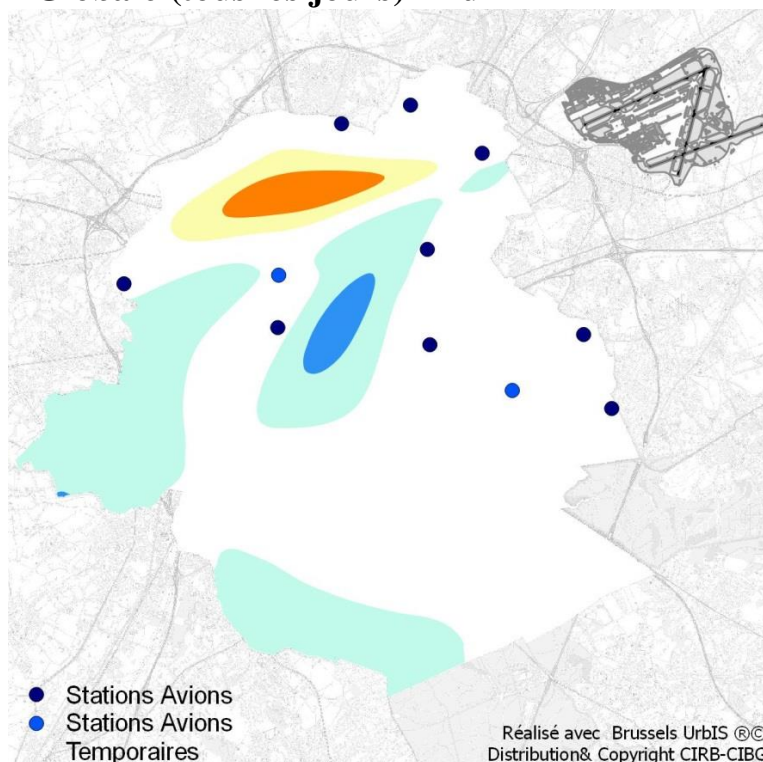 Stations Avions
Stations Avions
Temporaires
Réalisé avec Brussels UrbIS ®©
Distribution& Copyright CIRB-CIBG